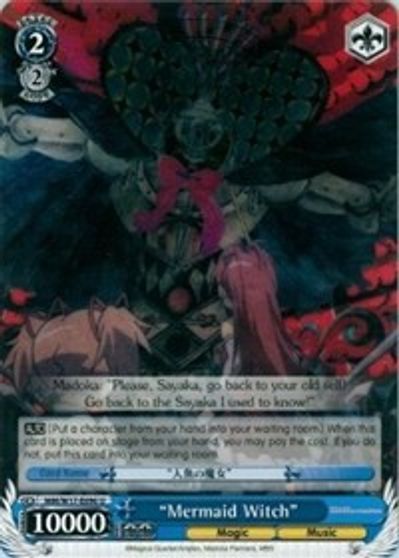 2
2
Madoka: "Please, Sayaka, go back to your old self!
Go back to the Sayaka I used to know!"
[Put a character from your hand into your waiting room] When this
card is placed on stage from your hand, you may pay the cost. If you do
not, put this card into your waiting room.
Card Name "人魚の魔女"
10000
"Mermaid Witch"
Magic Music